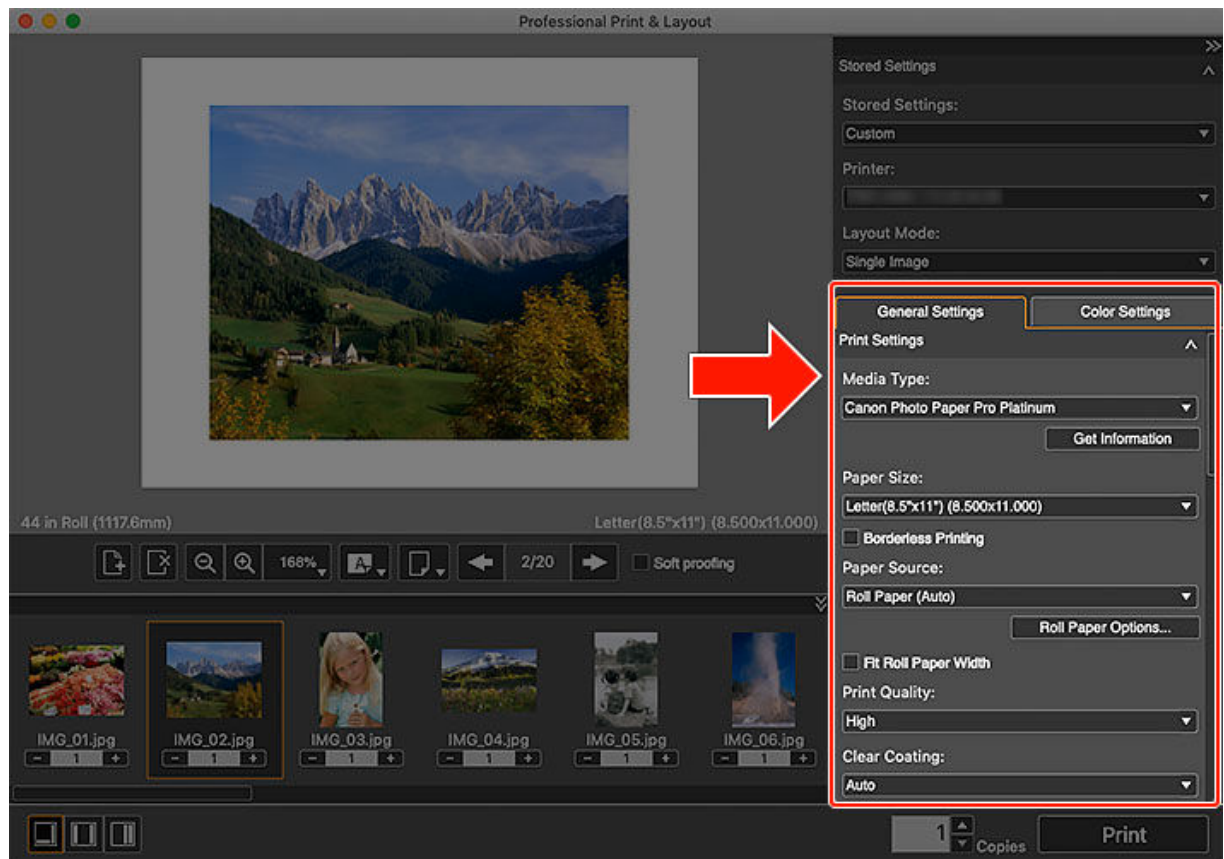 Professional Print & Layout
Stored Settings
Stored Settings:
Custom
Printer:
Layout Mode:
Single Image
General Settings
Color Settings
Print Settings
Media Type:
Canon Photo Paper Pro Platinum
Get Information
Paper Size:
Letter(8.5"x11") (8.500x11.000)
Borderless Printing
Paper Source:
Roll Paper (Auto)
Roll Paper Options...
Fit Roll Paper Width
Print Quality:
High
Clear Coating:
Auto
44 in Roll (1117.6mm)
Letter(8.5"x11") (8.500x11.000)
168%
A
2/20
Soft proofing
IMG_01.jpg
- 1 +
IMG_02.jpg
- 1 +
IMG_03.jpg
- 1 +
IMG_04.jpg
- 1 +
IMG_05.jpg
- 1 +
IMG_06.jpg
- 1 +
1
Copies
Print